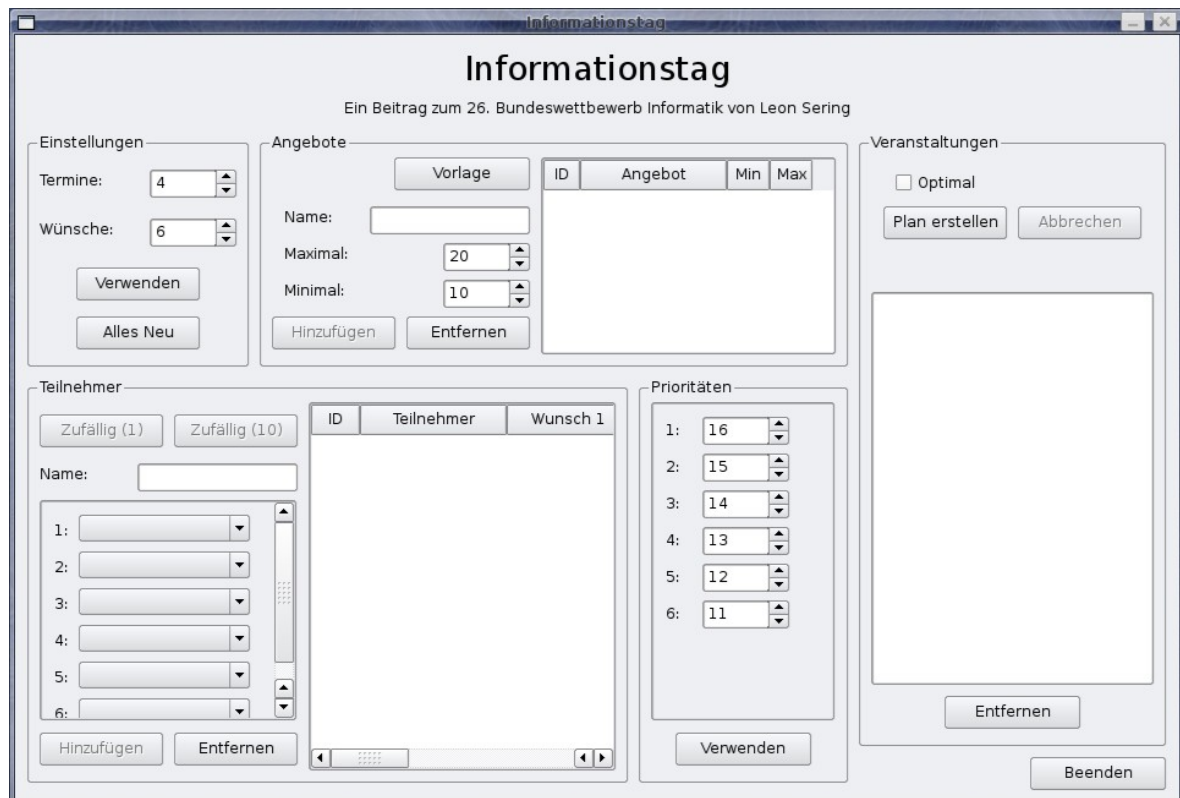 Informationstag
Informationstag
Ein Beitrag zum 26. Bundeswettbewerb Informatik von Leon Sering
Einstellungen
Termine: 4
Wünsche: 6
Verwenden
Alles Neu
Angebote
Vorlage
Name:
Maximal: 20
Minimal: 10
Hinzufügen Entfernen
ID Angebot Min Max
Veranstaltungen
Optimal
Plan erstellen Abbrechen
Entfernen
Teilnehmer
Zufällig (1) Zufällig (10)
Name:
1:
2:
3:
4:
5:
6:
Hinzufügen Entfernen
ID Teilnehmer Wunsch 1
Prioritäten
1: 16
2: 15
3: 14
4: 13
5: 12
6: 11
Verwenden
Beenden